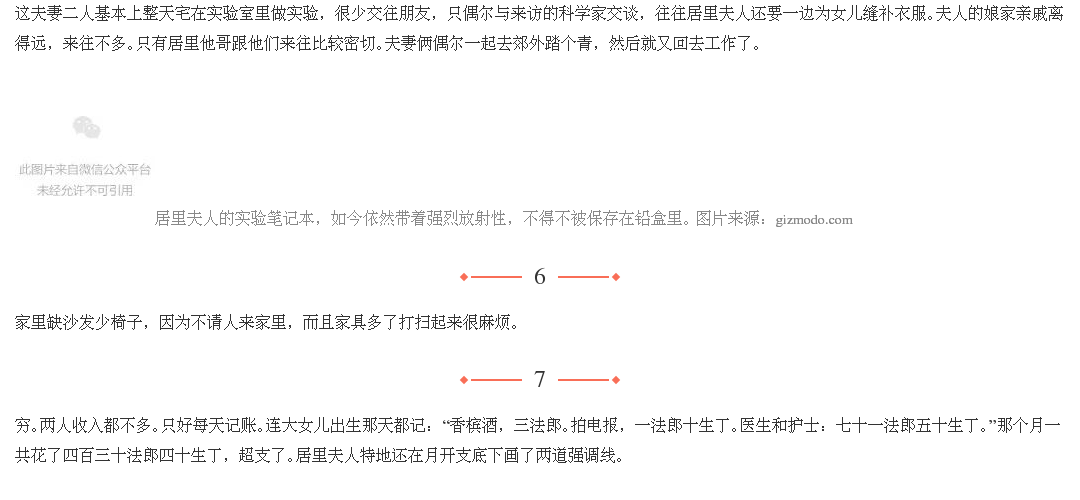 这夫妻二人基本上整天宅在实验室里做实验，很少交往朋友，只偶尔与来访的科学家交谈，往往居里夫人还要一边为女儿缝补衣服。夫人的娘家亲戚离
得远，来往不多。只有居里他哥跟他们来往比较密切。夫妻俩偶尔一起去郊外踏个青，然后就又回去工作了。
此图片来自微信公众平台
未经允许不可引用
居里夫人的实验笔记本，如今依然带着强烈放射性，不得不被保存在铅盒里。图片来源：gizmodo.com
6
家里缺沙发少椅子，因为不请人来家里，而且家具多了打扫起来很麻烦。
7
穷。两人收入都不多。只好每天记账。连大女儿出生那天都记：“香槟酒，三法郎。拍电报，一法郎十生丁。医生和护士：七十一法郎五十生丁。”那个月一
共花了四百三十法郎四十生丁，超支了。居里夫人特地还在月开支底下画了两道强调线。